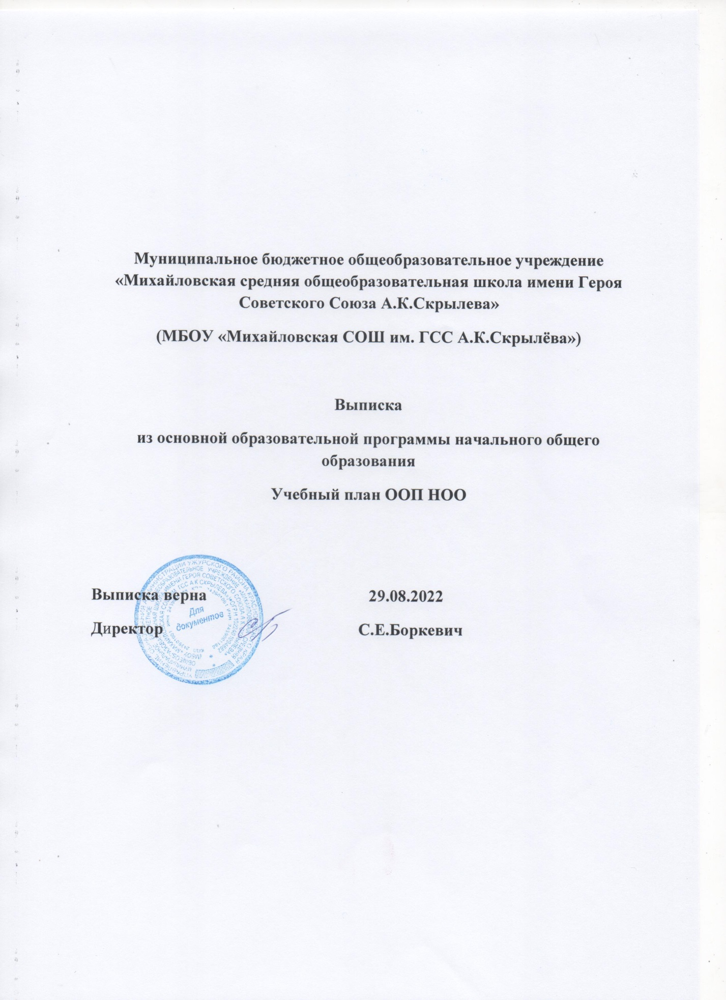 Муниципальное бюджетное общеобразовательное учреждение
«Михайловская средняя общеобразовательная школа имени Героя
Советского Союза А.К.Скрылева»
(МБОУ «Михайловская СОШ им. ГСС А.К.Скрылёва»)
Выписка
из основной образовательной программы начального общего
образования
Учебный план ООП НОО
Выписка верна 29.08.2022
Директор С.Е.Боркевич
Для
документов